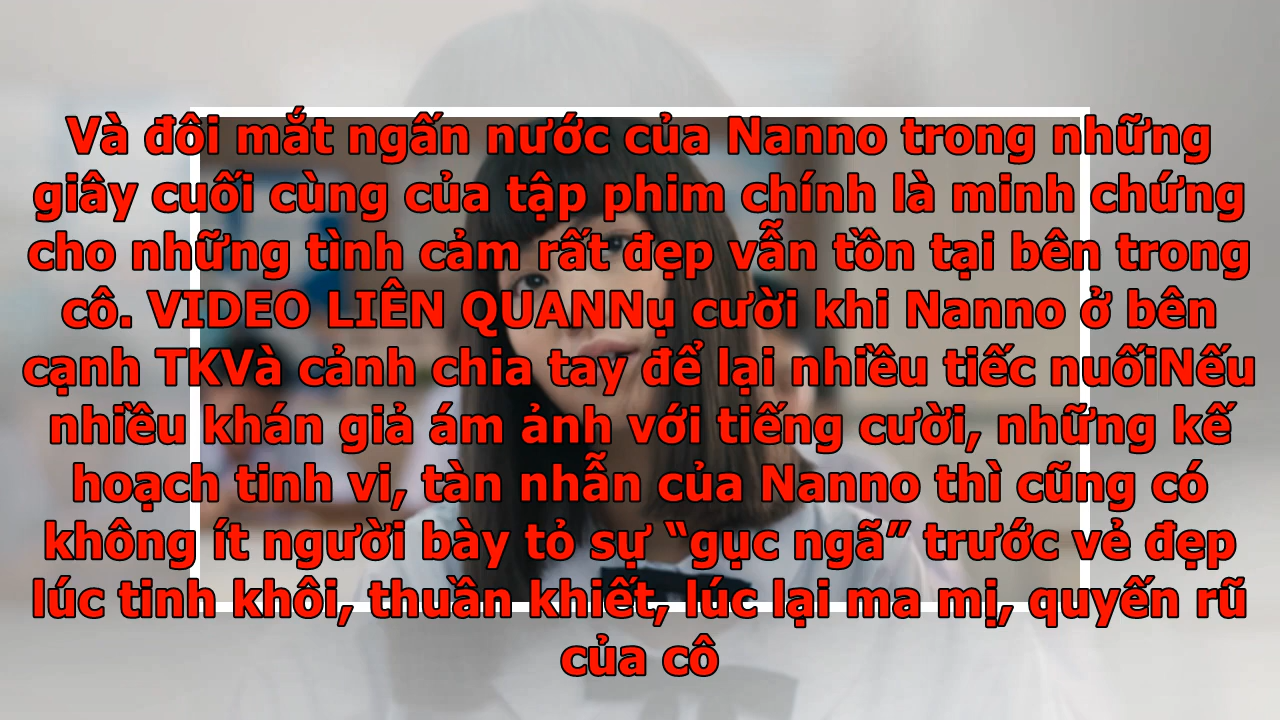 Và đôi mắt ngấn nước của Nanno trong những
giây cuối cùng của tập phim chính là minh chứng
cho những tình cảm rất đẹp vẫn tồn tại bên trong
cô. VIDEO LIÊN QUANNụ cười khi Nanno ở bên
cạnh TKVà cảnh chia tay để lại nhiều tiếc nuốiNếu
nhiều khán giả ám ảnh với tiếng cười, những kế
hoạch tinh vi, tàn nhẫn của Nanno thì cũng có
không ít người bày tỏ sự “gục ngã” trước vẻ đẹp
lúc tinh khôi, thuần khiết, lúc lại ma mị, quyến rũ
của cô